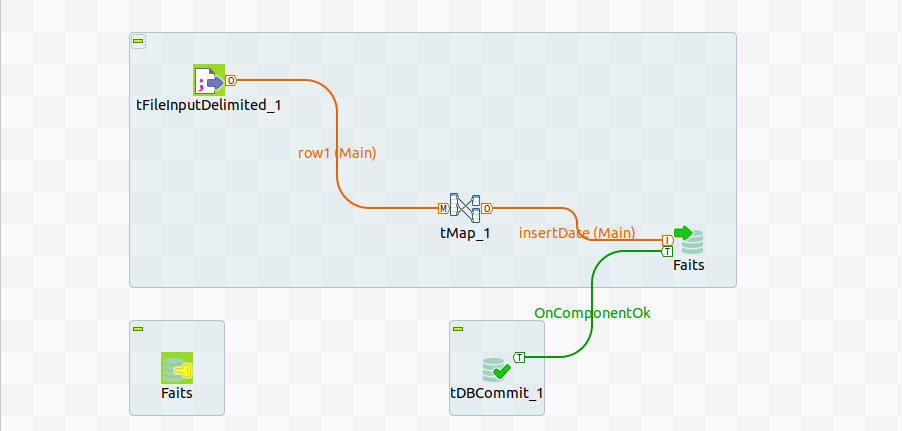 O
tFileInputDelimited_1
row1 (Main)
M
O
tMap_1
insertDate (Main)
I
T
Faits
OnComponentOk
T
Faits
tDBCommit_1